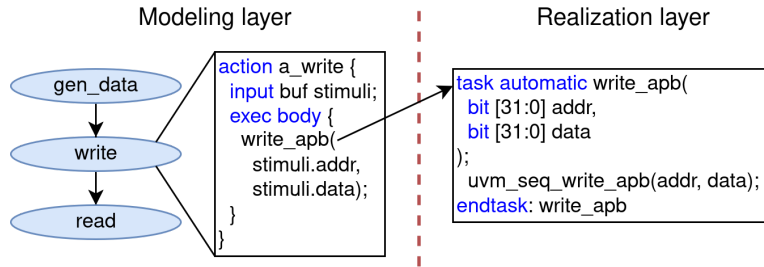 Modeling layer
gen_data
write
read
action a_write {
input buf stimuli;
exec body {
write_apb(
stimuli.addr,
stimuli.data);
}
}
Realization layer
task automatic write_apb(
bit [31:0] addr,
bit [31:0] data
);
uvm_seq_write_apb(addr, data);
endtask: write_apb